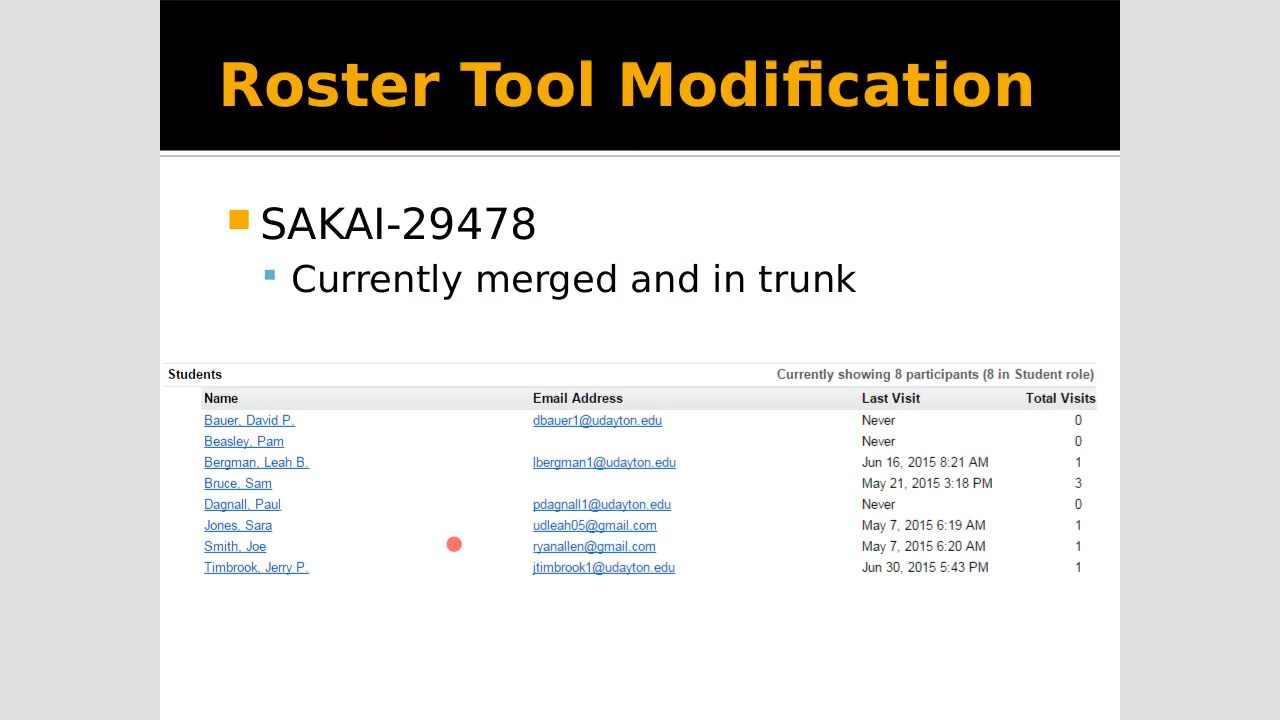 Roster Tool Modification
SAKAI-29478
Currently merged and in trunk
Students Currently showing 8 participants (8 in Student role)
Name Email Address Last Visit Total Visits
Bauer, David P. dbauer1@udayton.edu Never 0
Beasley, Pam Never 0
Bergman, Leah B. lbergman1@udayton.edu Jun 16, 2015 8:21 AM 1
Bruce, Sam May 21, 2015 3:18 PM 3
Dagnall, Paul pdagnall1@udayton.edu Never 0
Jones, Sara udleah05@gmail.com May 7, 2015 6:19 AM 1
Smith, Joe ryanallen@gmail.com May 7, 2015 6:20 AM 1
Timbrook, Jerry P. jtimbrook1@udayton.edu Jun 30, 2015 5:43 PM 1